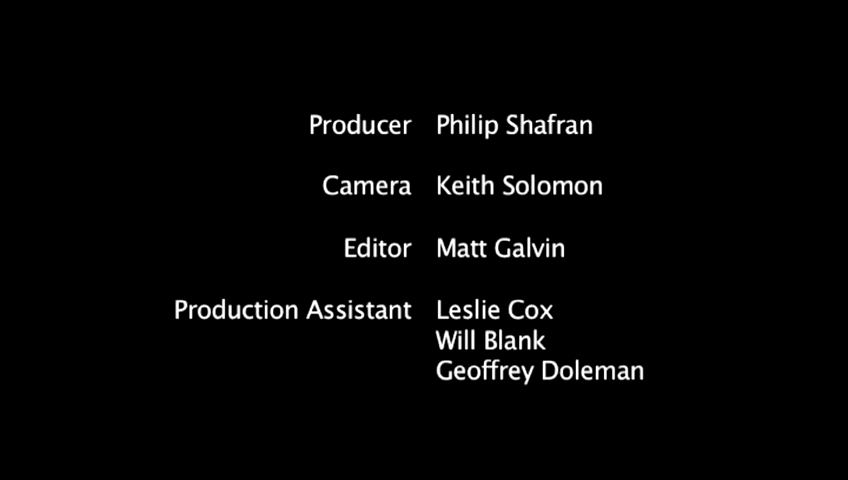 Producer Philip Shafran
Camera Keith Solomon
Editor Matt Galvin
Production Assistant Leslie Cox
Will Blank
Geoffrey Doleman